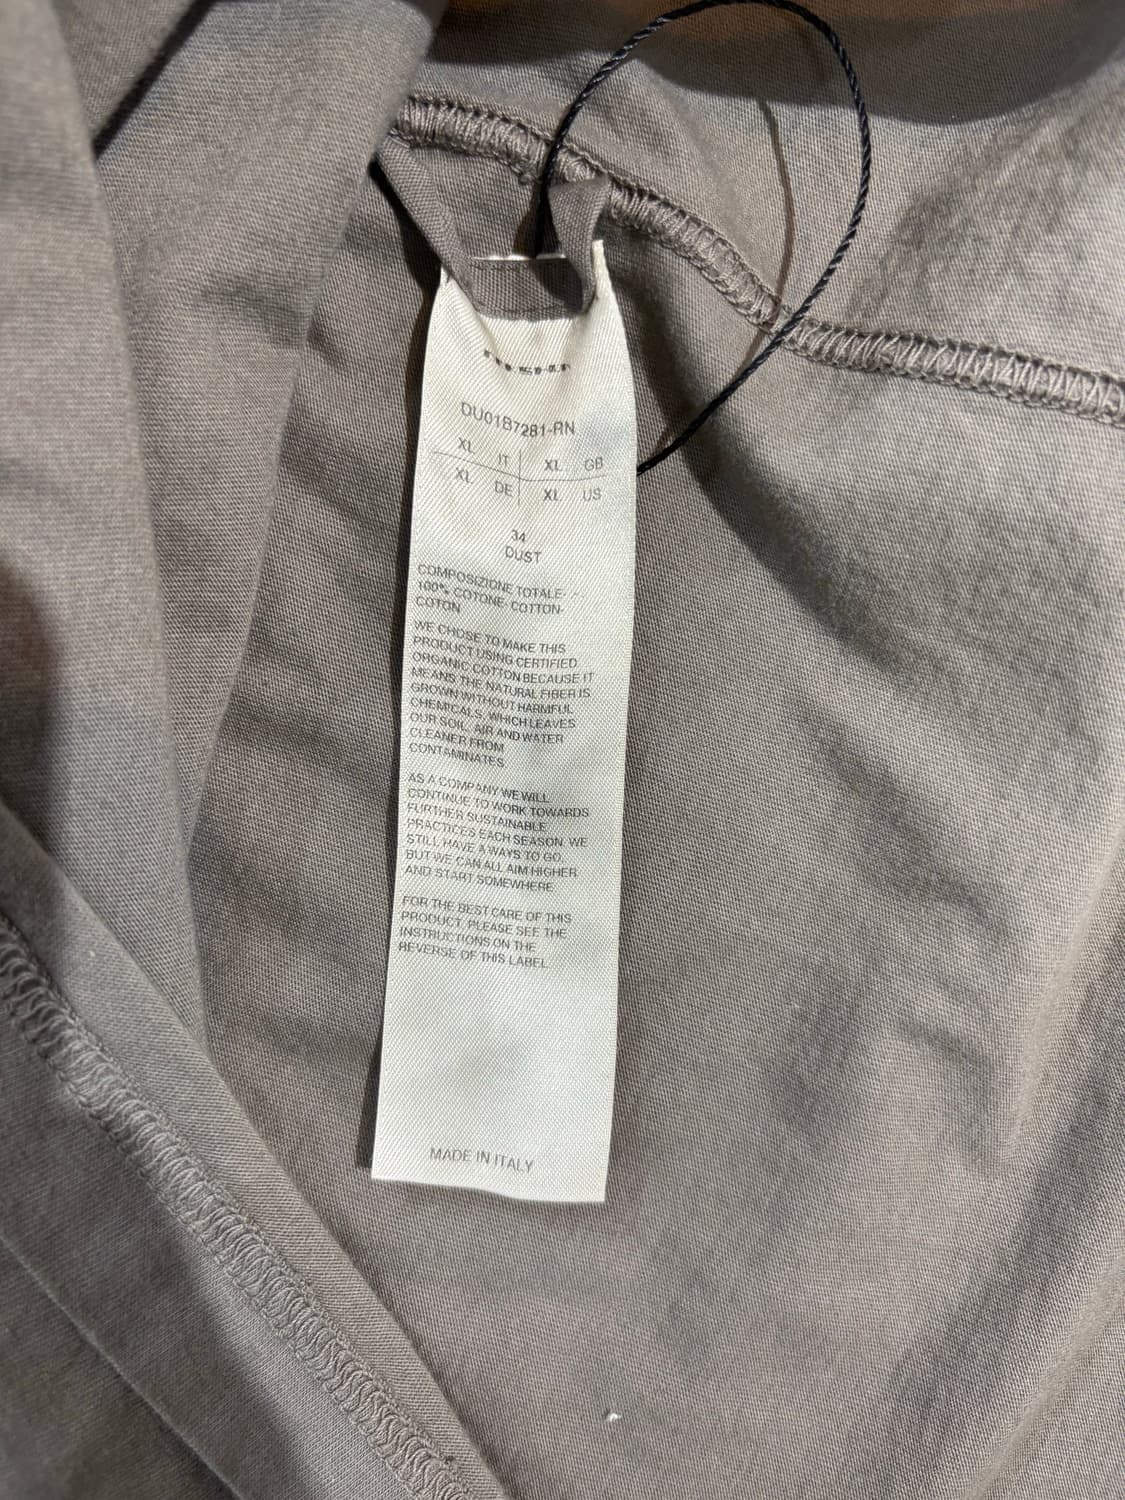 DU01B7281-RN
XL IT XL GB
XL DE XL US
34
DUST
COMPOSIZIONE TOTALE: -
100% COTONE- COTTON-
COTON
WE CHOSE TO MAKE THIS
PRODUCT USING CERTIFIED
ORGANIC COTTON BECAUSE IT
MEANS THE NATURAL FIBER IS
GROWN WITHOUT HARMFUL
CHEMICALS, WHICH LEAVES
OUR SOIL, AIR AND WATER
CLEANER FROM
CONTAMINATES
AS A COMPANY WE WILL
CONTINUE TO WORK TOWARDS
FURTHER SUSTAINABLE
PRACTICES EACH SEASON. WE
STILL HAVE A WAYS TO GO,
BUT WE CAN ALL AIM HIGHER
AND START SOMEWHERE
FOR THE BEST CARE OF THIS
PRODUCT, PLEASE SEE THE
INSTRUCTIONS ON THE
REVERSE OF THIS LABEL.
MADE IN ITALY